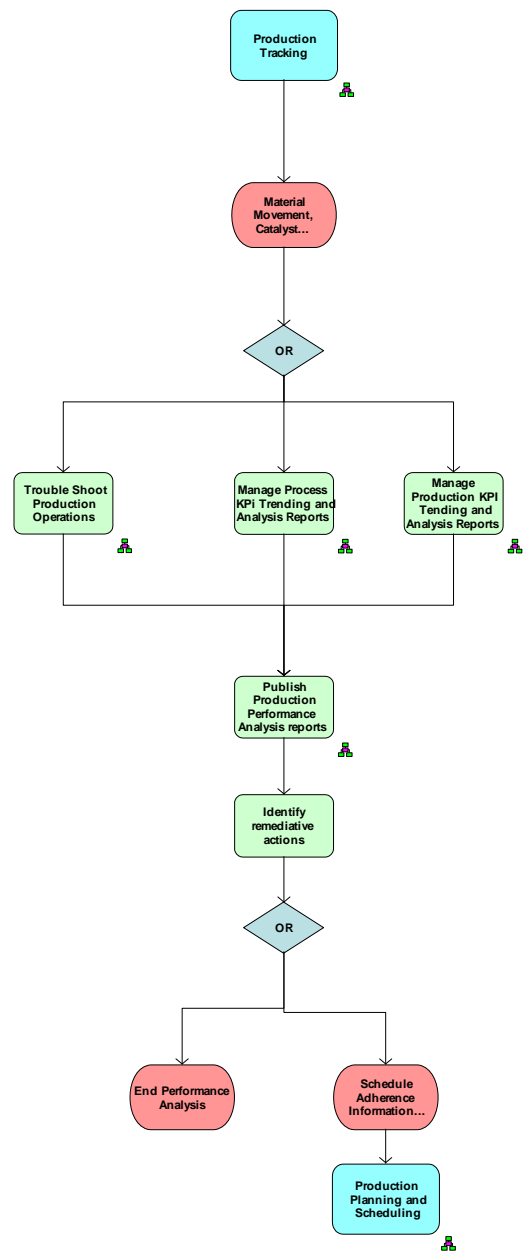 Production
Tracking
Material
Movement,
Catalyst...
OR
Trouble Shoot
Production
Operations
Manage Process
KPi Trending and
Analysis Reports
Manage
Production KPI
Tending and
Analysis Reports
Publish
Production
Performance
Analysis reports
Identify
remediative
actions
OR
End Performance
Analysis
Schedule
Adherence
Information...
Production
Planning and
Scheduling